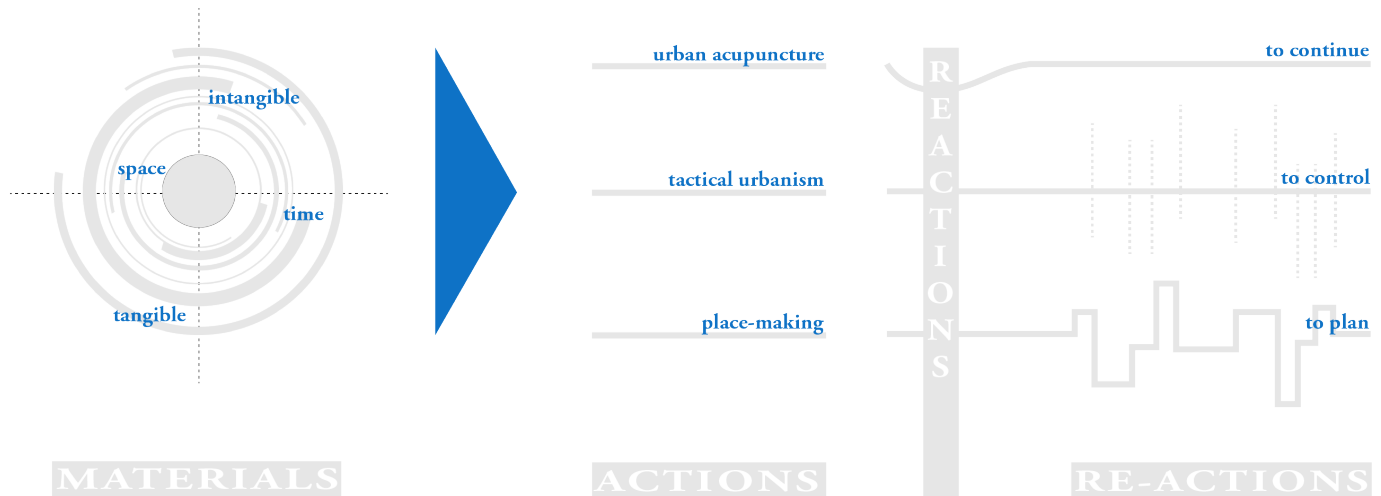 intangible
space
time
tangible
MATERIALS
urban acupuncture
tactical urbanism
place-making
ACTIONS
REACTIONS
to continue
to control
to plan
RE-ACTIONS